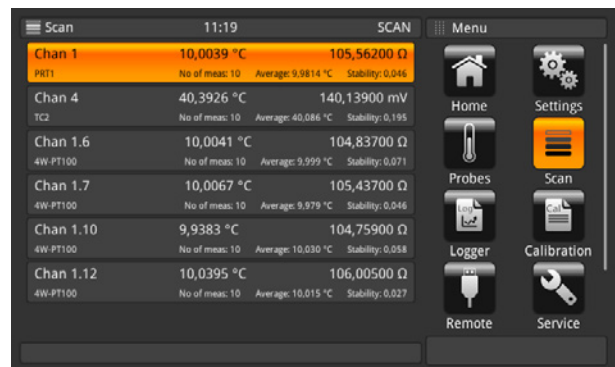 Scan 11:19 SCAN
Chan 1 10,0039 °C 105,56200 Ω
PRT1 No of meas: 10 Average: 9,9814 °C Stability: 0,046
Chan 4 40,3926 °C 140,13900 mV
TC2 No of meas: 10 Average: 40,086 °C Stability: 0,195
Chan 1.6 10,0041 °C 104,83700 Ω
4W-PT100 No of meas: 10 Average: 9,999 °C Stability: 0,071
Chan 1.7 10,0067 °C 105,43700 Ω
4W-PT100 No of meas: 10 Average: 9,979 °C Stability: 0,046
Chan 1.10 9,9383 °C 104,75900 Ω
4W-PT100 No of meas: 10 Average: 10,030 °C Stability: 0,058
Chan 1.12 10,0395 °C 106,00500 Ω
4W-PT100 No of meas: 10 Average: 10,015 °C Stability: 0,027
Menu
Home Settings
Probes Scan
Log Cal
Logger Calibration
Remote Service